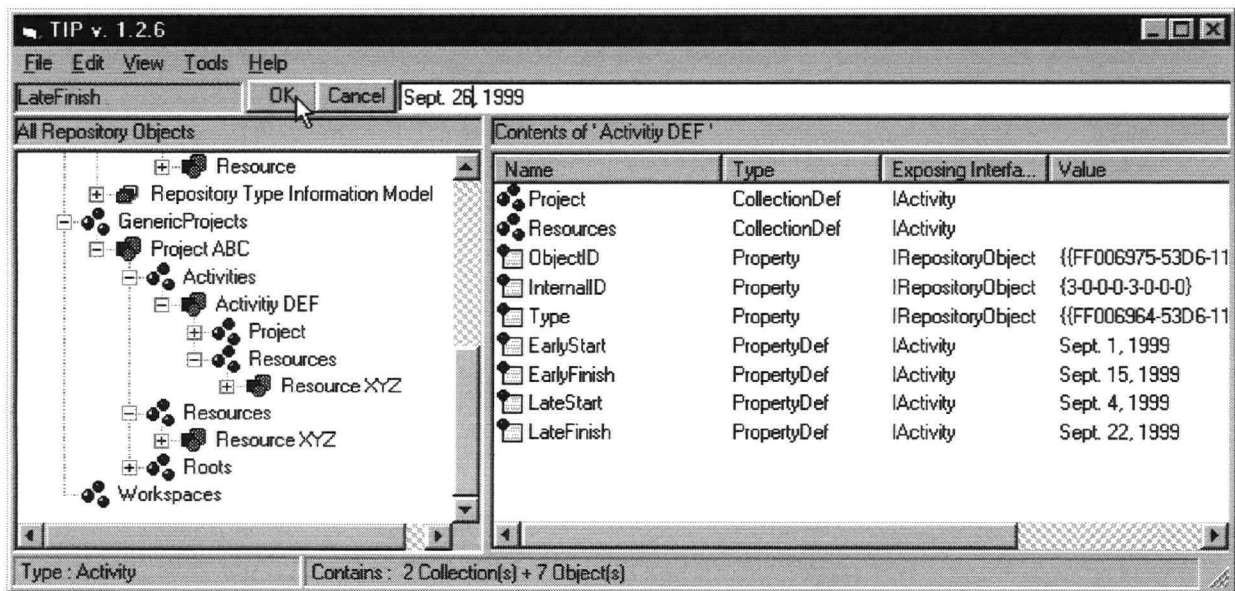 TIP v. 1.2.6
File Edit View Tools Help
LateFinish OK Cancel Sept. 26, 1999
All Repository Objects
Contents of ' Activitiy DEF '
Resource
Repository Type Information Model
GenericProjects
Project ABC
Activities
Activitiy DEF
Project
Resources
Resource XYZ
Resources
Resource XYZ
Roots
Workspaces
Name Type Exposing Interfa... Value
Project CollectionDef IActivity
Resources CollectionDef IActivity
ObjectID Property IRepositoryObject {{FF006975-53D6-11
InternalID Property IRepositoryObject {3-0-0-0-3-0-0-0}
Type Property IRepositoryObject {{FF006964-53D6-11
EarlyStart PropertyDef IActivity Sept. 1, 1999
EarlyFinish PropertyDef IActivity Sept. 15, 1999
LateStart PropertyDef IActivity Sept. 4, 1999
LateFinish PropertyDef IActivity Sept. 22, 1999
Type : Activity
Contains : 2 Collection(s) + 7 Object(s)